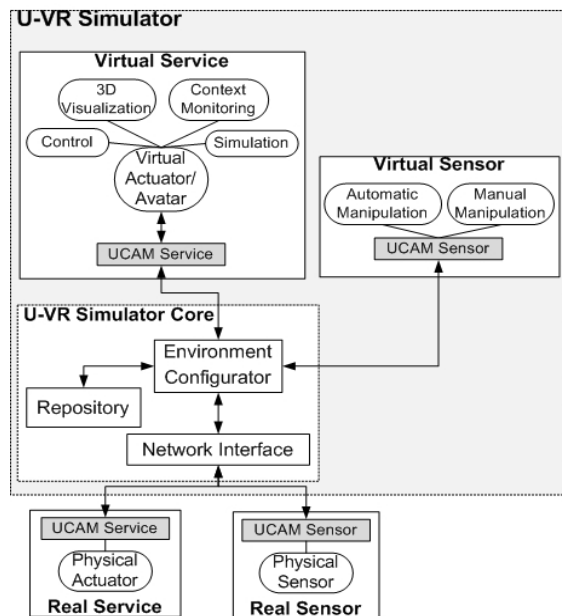 U-VR Simulator
Virtual Service
3D
Visualization
Context
Monitoring
Control
Simulation
Virtual
Actuator/
Avatar
UCAM Service
Virtual Sensor
Automatic
Manipulation
Manual
Manipulation
UCAM Sensor
U-VR Simulator Core
Environment
Configurator
Repository
Network Interface
UCAM Service
Physical
Actuator
Real Service
UCAM Sensor
Physical
Sensor
Real Sensor